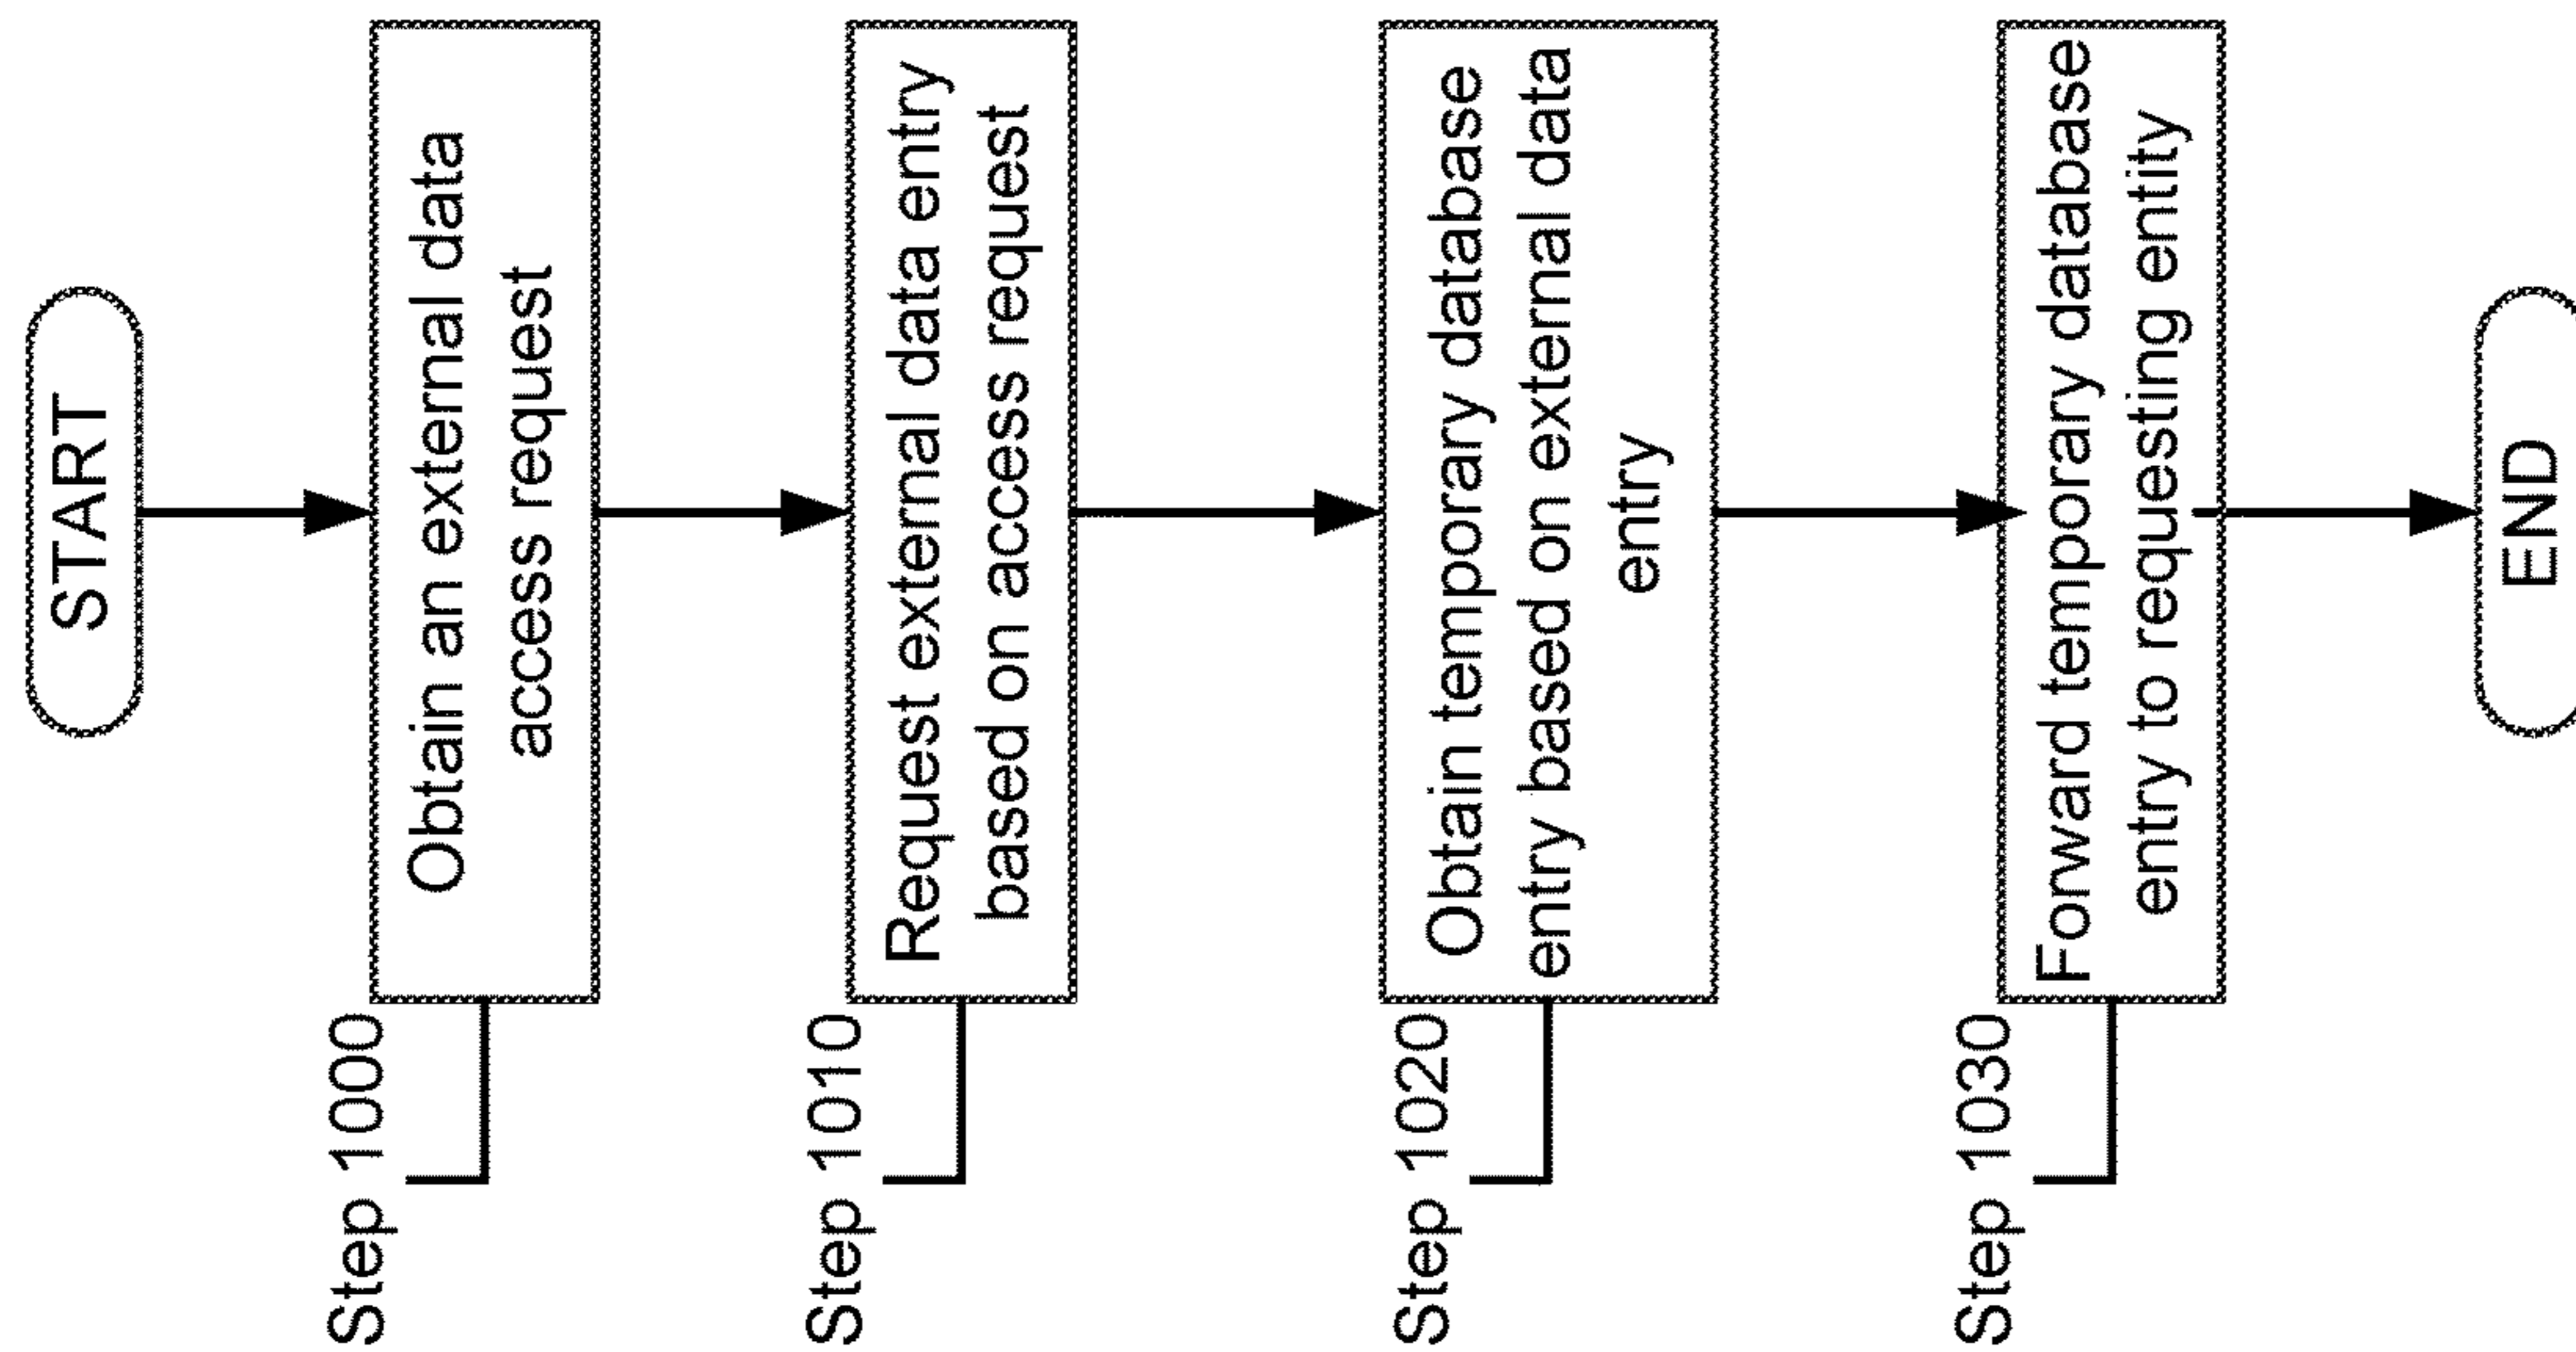 START
Step 1000
Obtain an external data
access request
Step 1010
Request external data entry
based on access request
Step 1020
Obtain temporary database
entry based on external data
entry
Step 1030
Forward temporary database
entry to requesting entity
END